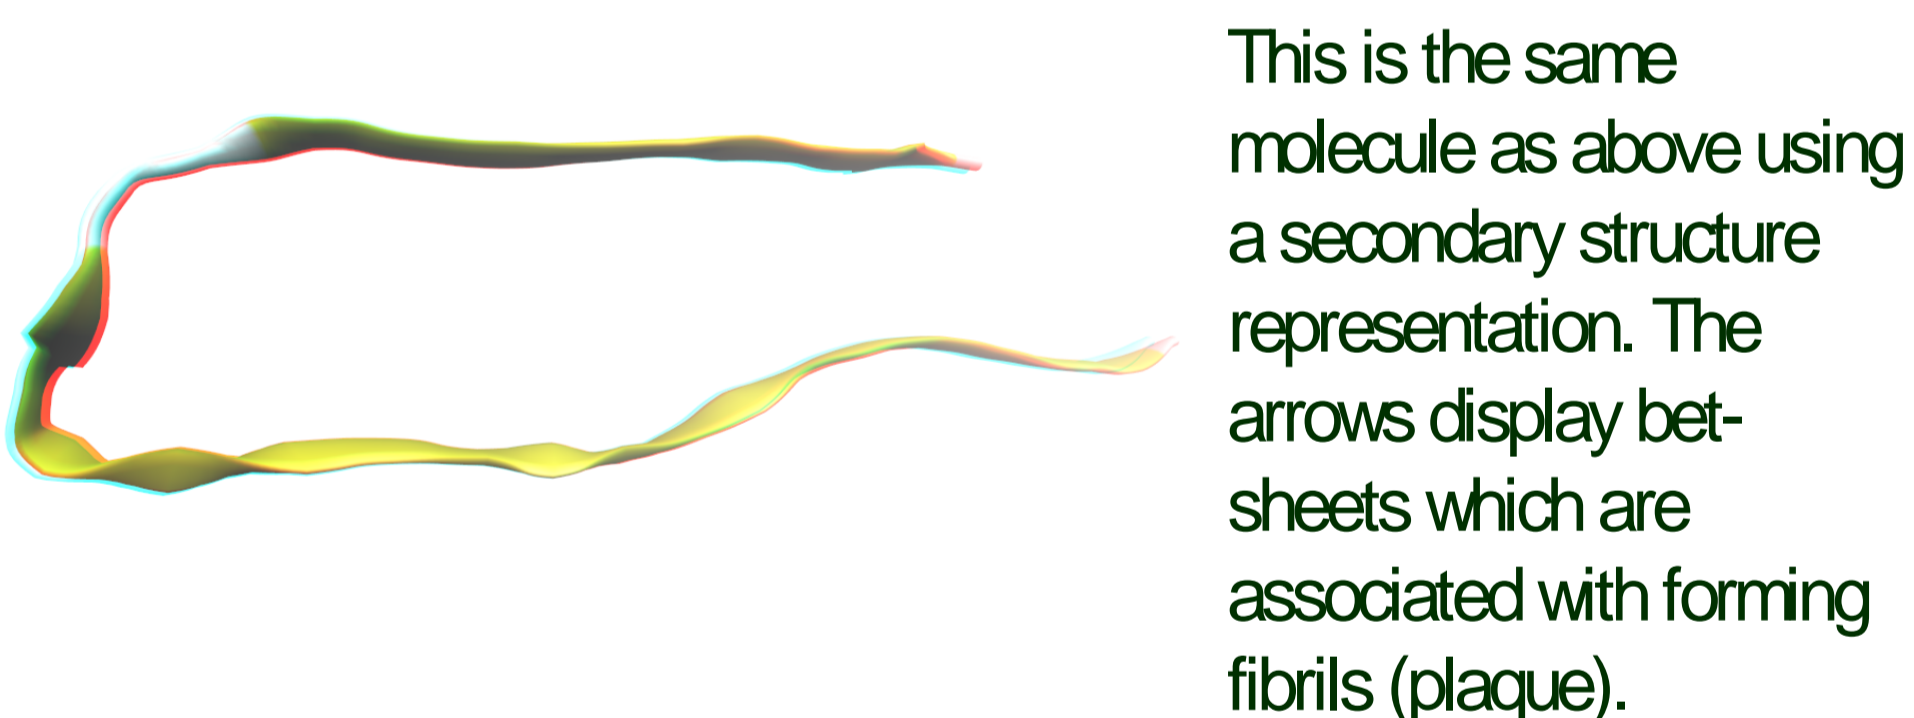 This is the same
molecule as above using
a secondary structure
representation. The
arrows display bet-
sheets which are
associated with forming
fibrils (plaque).